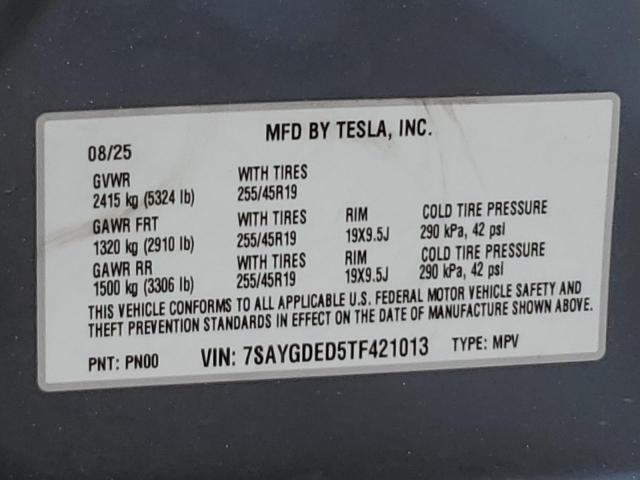 MFD BY TESLA, INC.
08/25
GVWR WITH TIRES
2415 kg (5324 lb) 255/45R19
GAWR FRT WITH TIRES RIM COLD TIRE PRESSURE
1320 kg (2910 lb) 255/45R19 19X9.5J 290 kPa, 42 psi
GAWR RR WITH TIRES RIM COLD TIRE PRESSURE
1500 kg (3306 lb) 255/45R19 19X9.5J 290 kPa, 42 psi
THIS VEHICLE CONFORMS TO ALL APPLICABLE U.S. FEDERAL MOTOR VEHICLE SAFETY AND
THEFT PREVENTION STANDARDS IN EFFECT ON THE DATE OF MANUFACTURE SHOWN ABOVE.
PNT: PN00 VIN: 7SAYGDED5TF421013 TYPE: MPV